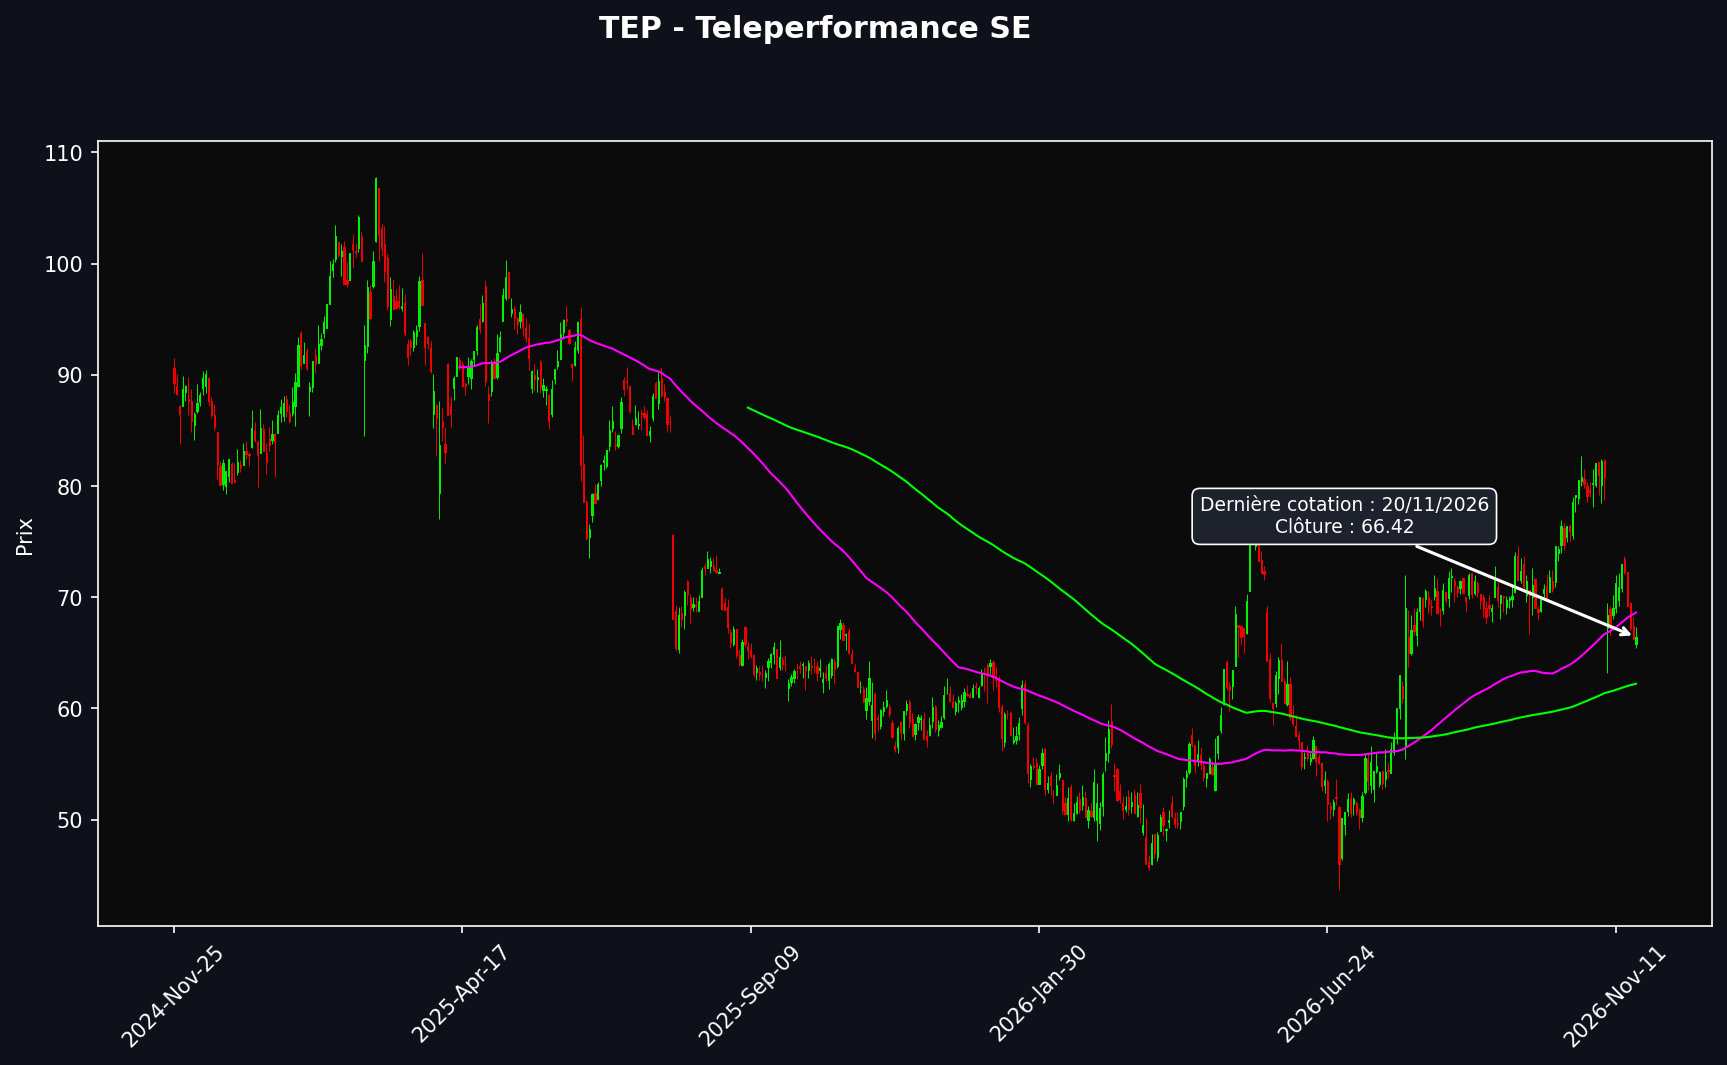 TEP - Teleperformance SE
110
100
90
80
70
60
50
Prix
Dernière cotation : 20/11/2026
Clôture : 66.42
2024-Nov-25
2025-Apr-17
2025-Sep-09
2026-Jan-30
2026-Jun-24
2026-Nov-11